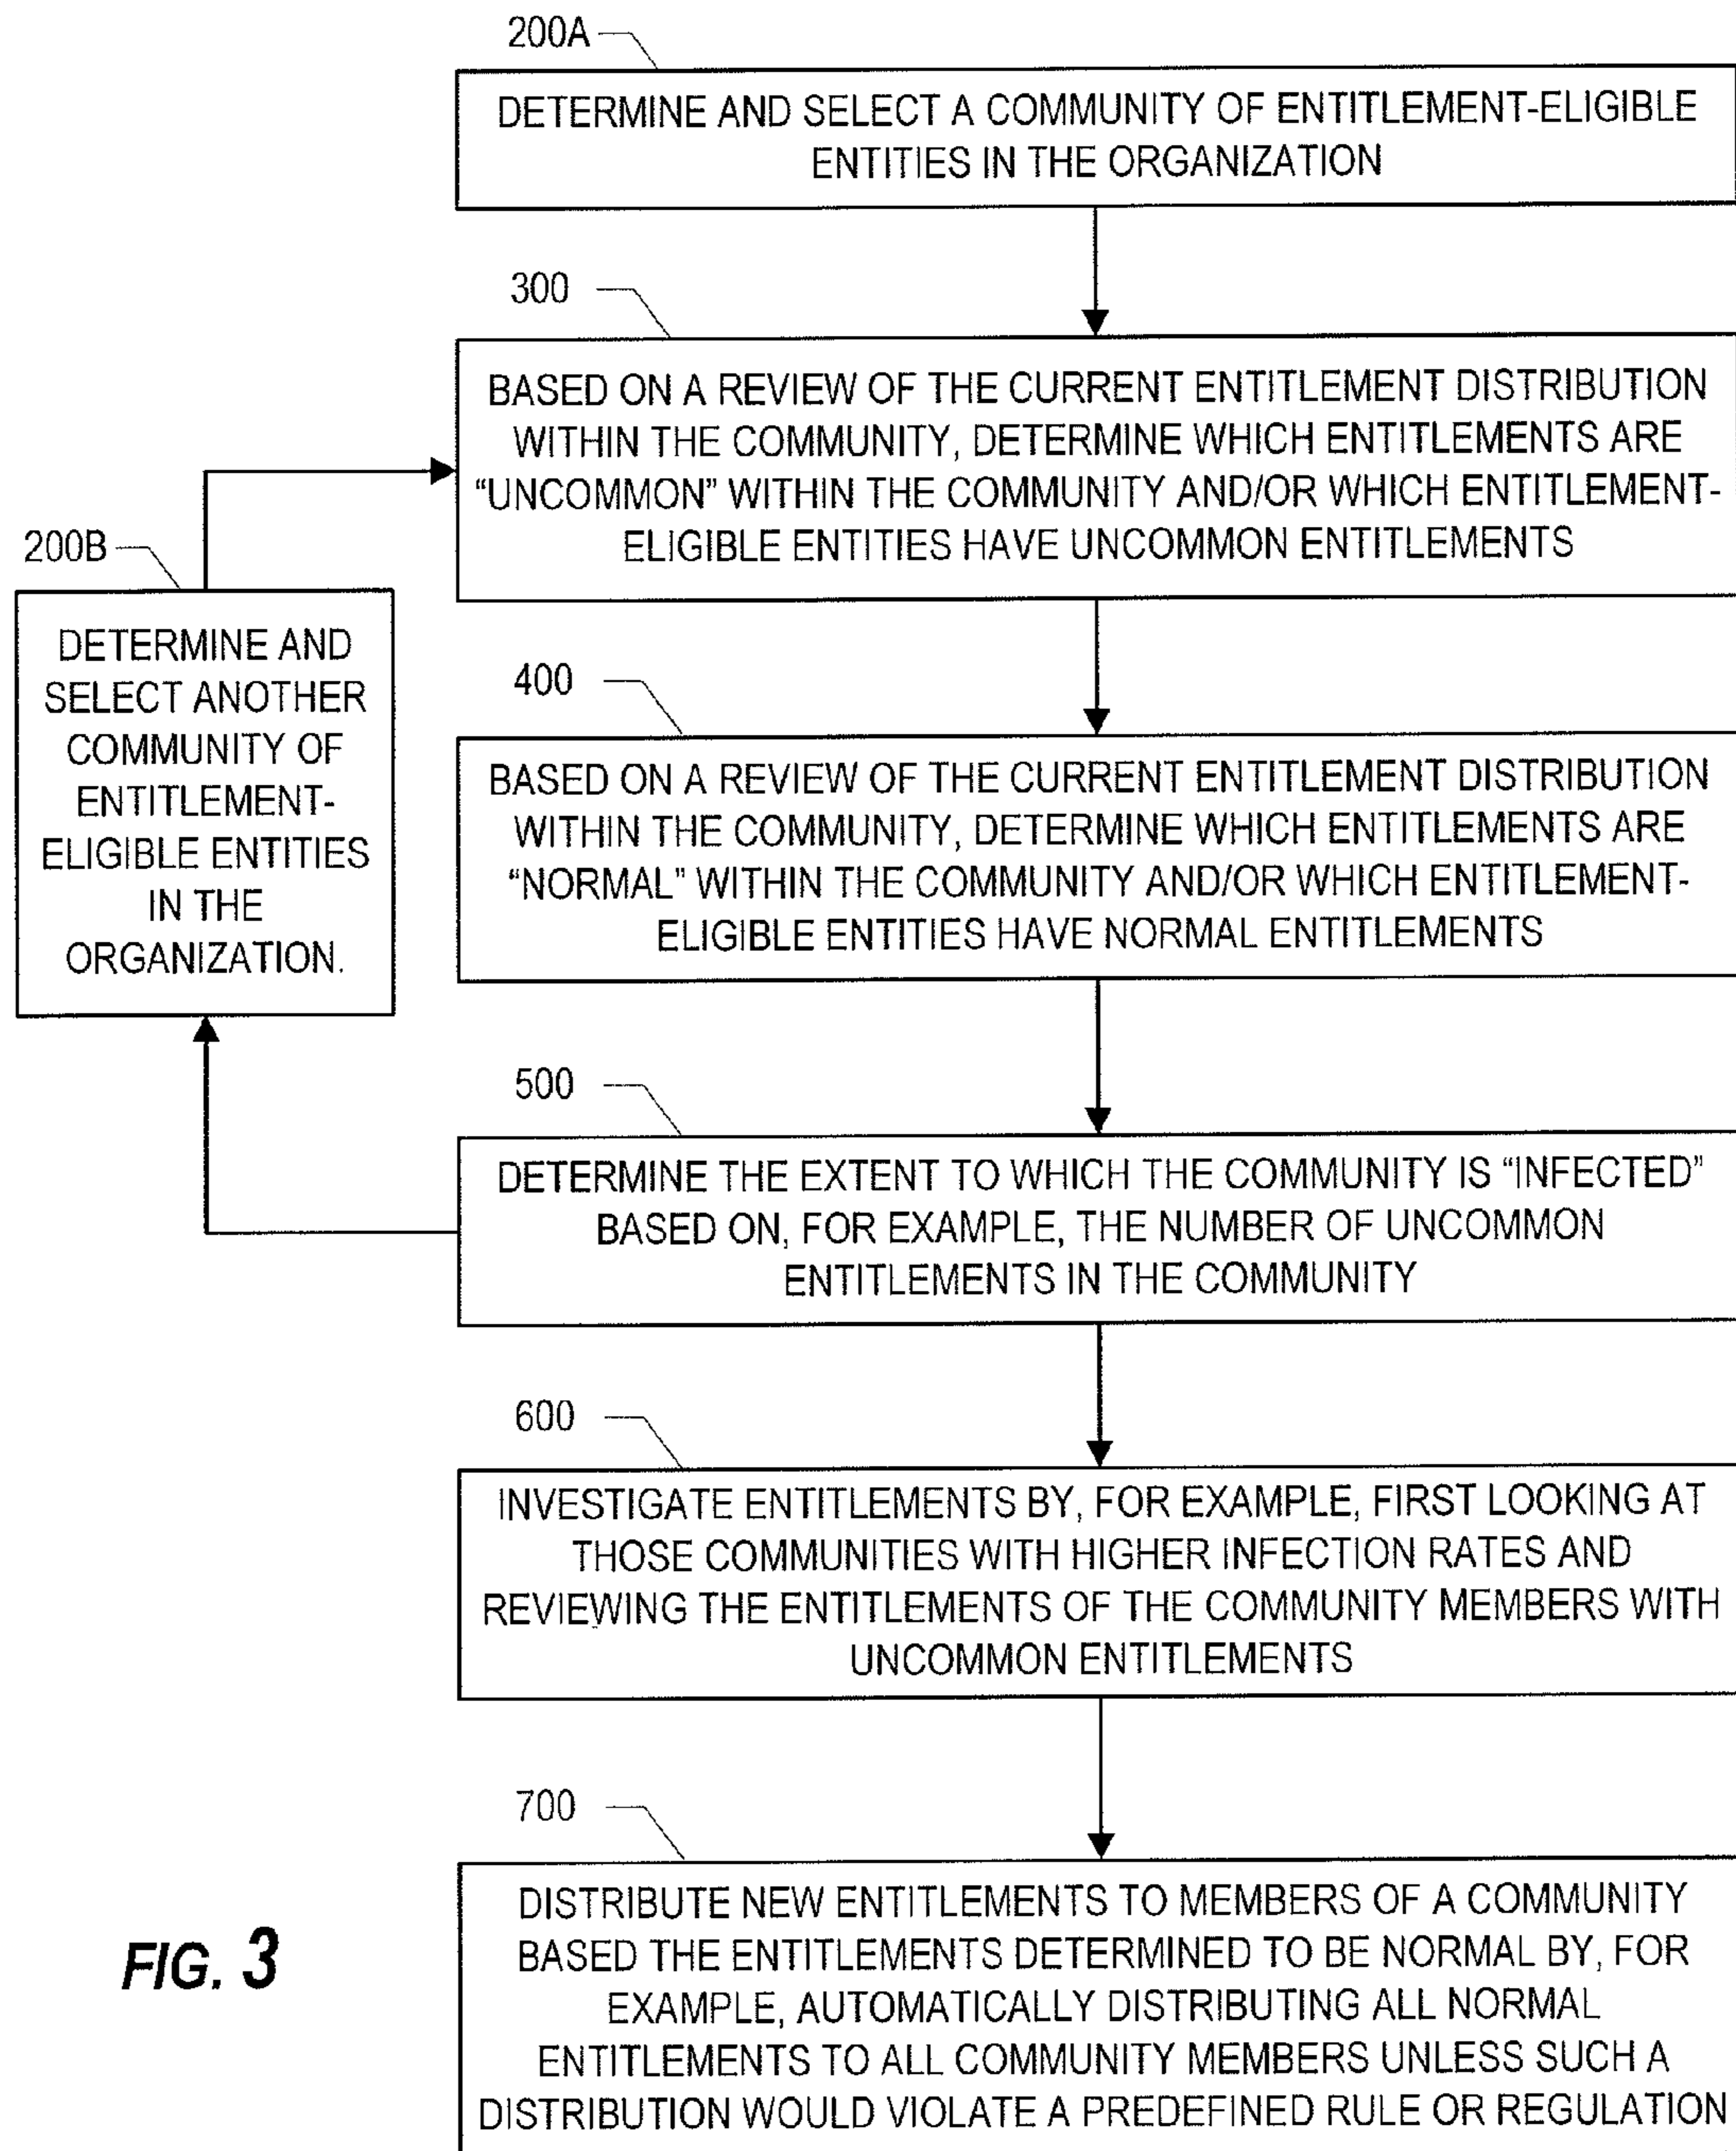 200A
DETERMINE AND SELECT A COMMUNITY OF ENTITLEMENT-ELIGIBLE
ENTITIES IN THE ORGANIZATION
300
BASED ON A REVIEW OF THE CURRENT ENTITLEMENT DISTRIBUTION
WITHIN THE COMMUNITY, DETERMINE WHICH ENTITLEMENTS ARE
“UNCOMMON” WITHIN THE COMMUNITY AND/OR WHICH ENTITLEMENT-
ELIGIBLE ENTITIES HAVE UNCOMMON ENTITLEMENTS
200B
DETERMINE AND
SELECT ANOTHER
COMMUNITY OF
ENTITLEMENT-
ELIGIBLE ENTITIES
IN THE
ORGANIZATION.
400
BASED ON A REVIEW OF THE CURRENT ENTITLEMENT DISTRIBUTION
WITHIN THE COMMUNITY, DETERMINE WHICH ENTITLEMENTS ARE
“NORMAL” WITHIN THE COMMUNITY AND/OR WHICH ENTITLEMENT-
ELIGIBLE ENTITIES HAVE NORMAL ENTITLEMENTS
500
DETERMINE THE EXTENT TO WHICH THE COMMUNITY IS “INFECTED”
BASED ON, FOR EXAMPLE, THE NUMBER OF UNCOMMON
ENTITLEMENTS IN THE COMMUNITY
600
INVESTIGATE ENTITLEMENTS BY, FOR EXAMPLE, FIRST LOOKING AT
THOSE COMMUNITIES WITH HIGHER INFECTION RATES AND
REVIEWING THE ENTITLEMENTS OF THE COMMUNITY MEMBERS WITH
UNCOMMON ENTITLEMENTS
700
DISTRIBUTE NEW ENTITLEMENTS TO MEMBERS OF A COMMUNITY
BASED THE ENTITLEMENTS DETERMINED TO BE NORMAL BY, FOR
EXAMPLE, AUTOMATICALLY DISTRIBUTING ALL NORMAL
ENTITLEMENTS TO ALL COMMUNITY MEMBERS UNLESS SUCH A
DISTRIBUTION WOULD VIOLATE A PREDEFINED RULE OR REGULATION
FIG. 3